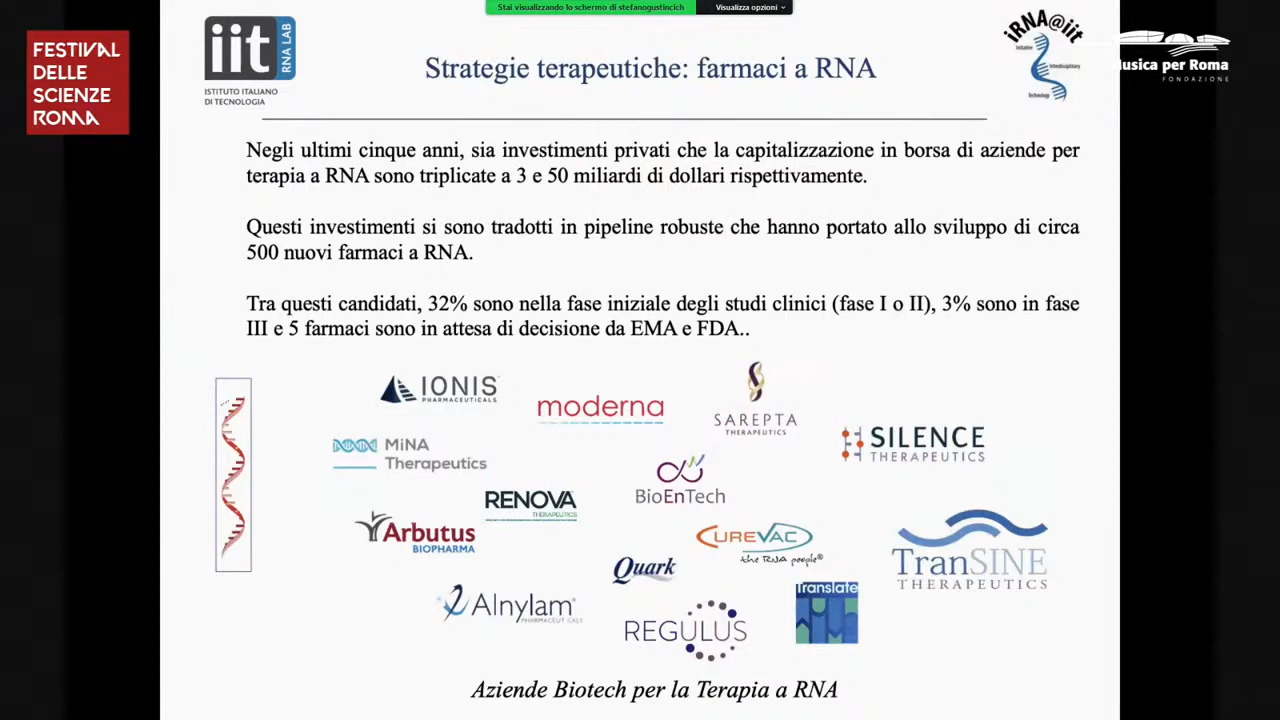 Stai visualizzando lo schermo di stefanogustincich
Visualizza opzioni
FESTIVAL
DELLE
SCIENZE
ROMA
iit
RNA LAB
ISTITUTO ITALIANO
DI TECNOLOGIA
Strategie terapeutiche: farmaci a RNA
iRNA@iit
Initiative
Interdisciplinary
Technology
Musica per Roma
FONDAZIONE
Negli ultimi cinque anni, sia investimenti privati che la capitalizzazione in borsa di aziende per
terapia a RNA sono triplicate a 3 e 50 miliardi di dollari rispettivamente.
Questi investimenti si sono tradotti in pipeline robuste che hanno portato allo sviluppo di circa
500 nuovi farmaci a RNA.
Tra questi candidati, 32% sono nella fase iniziale degli studi clinici (fase I o II), 3% sono in fase
III e 5 farmaci sono in attesa di decisione da EMA e FDA..
IONIS
PHARMACEUTICALS
moderna
SAREPTA
THERAPEUTICS
SILENCE
THERAPEUTICS
MiNA
Therapeutics
BioEnTech
RENOVA
THERAPEUTICS
Arbutus
BIOPHARMA
CUREVAC
the RNA people®
TranSINE
THERAPEUTICS
Quark
Alnylam
PHARMACEUTICALS
REGULUS
Translate
Aziende Biotech per la Terapia a RNA